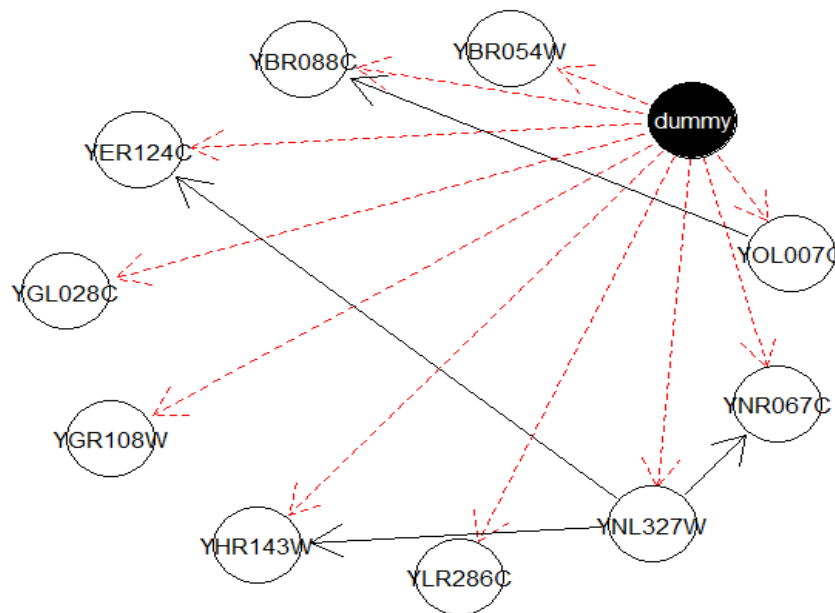 YBR054W
YBR088C
dummy
YER124C
YOL007C
YGL028C
YNR067C
YGR108W
YNL327W
YHR143W
YLR286C